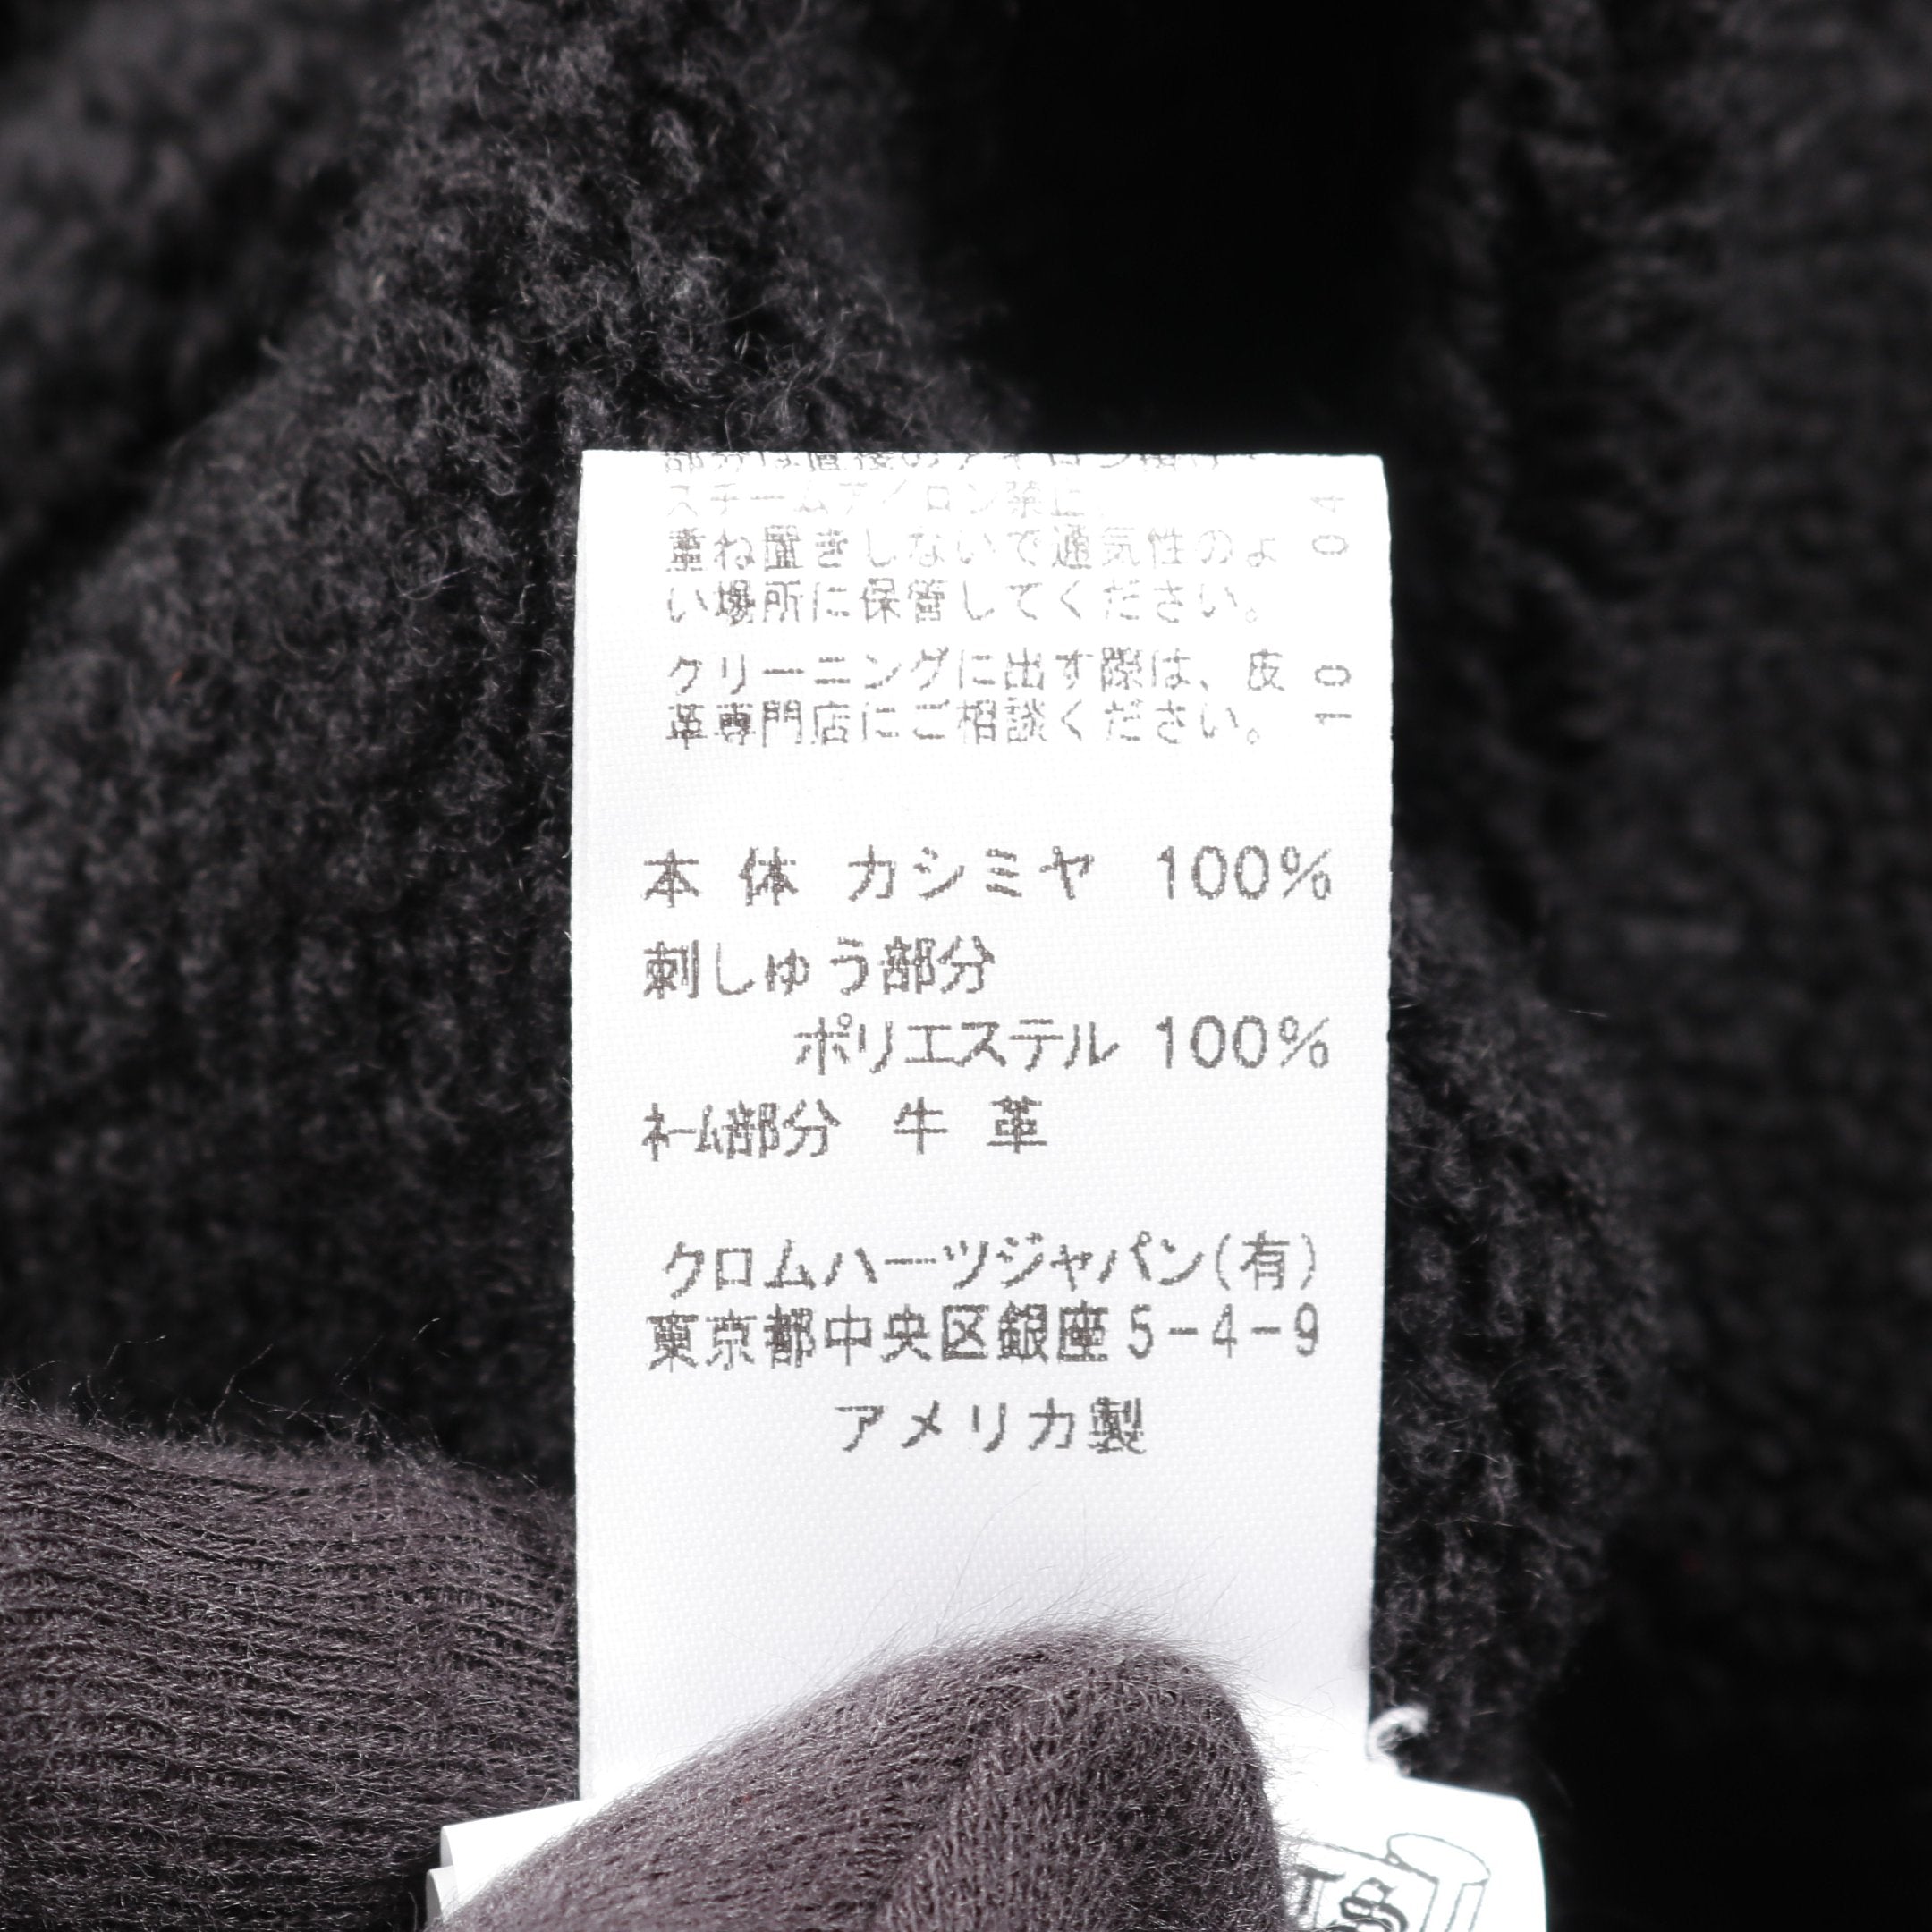 スチームアイロン禁止
重ね置きしないで通気性のよ
い場所に保管してください。
クリーニングに出す際は、皮
革専門店にご相談ください。
10 04
本 体 カシミヤ 100%
刺しゅう部分
ポリエステル 100%
ﾈｰﾑ部分 牛 革
クロムハーツジャパン(有)
東京都中央区銀座5-4-9
アメリカ製